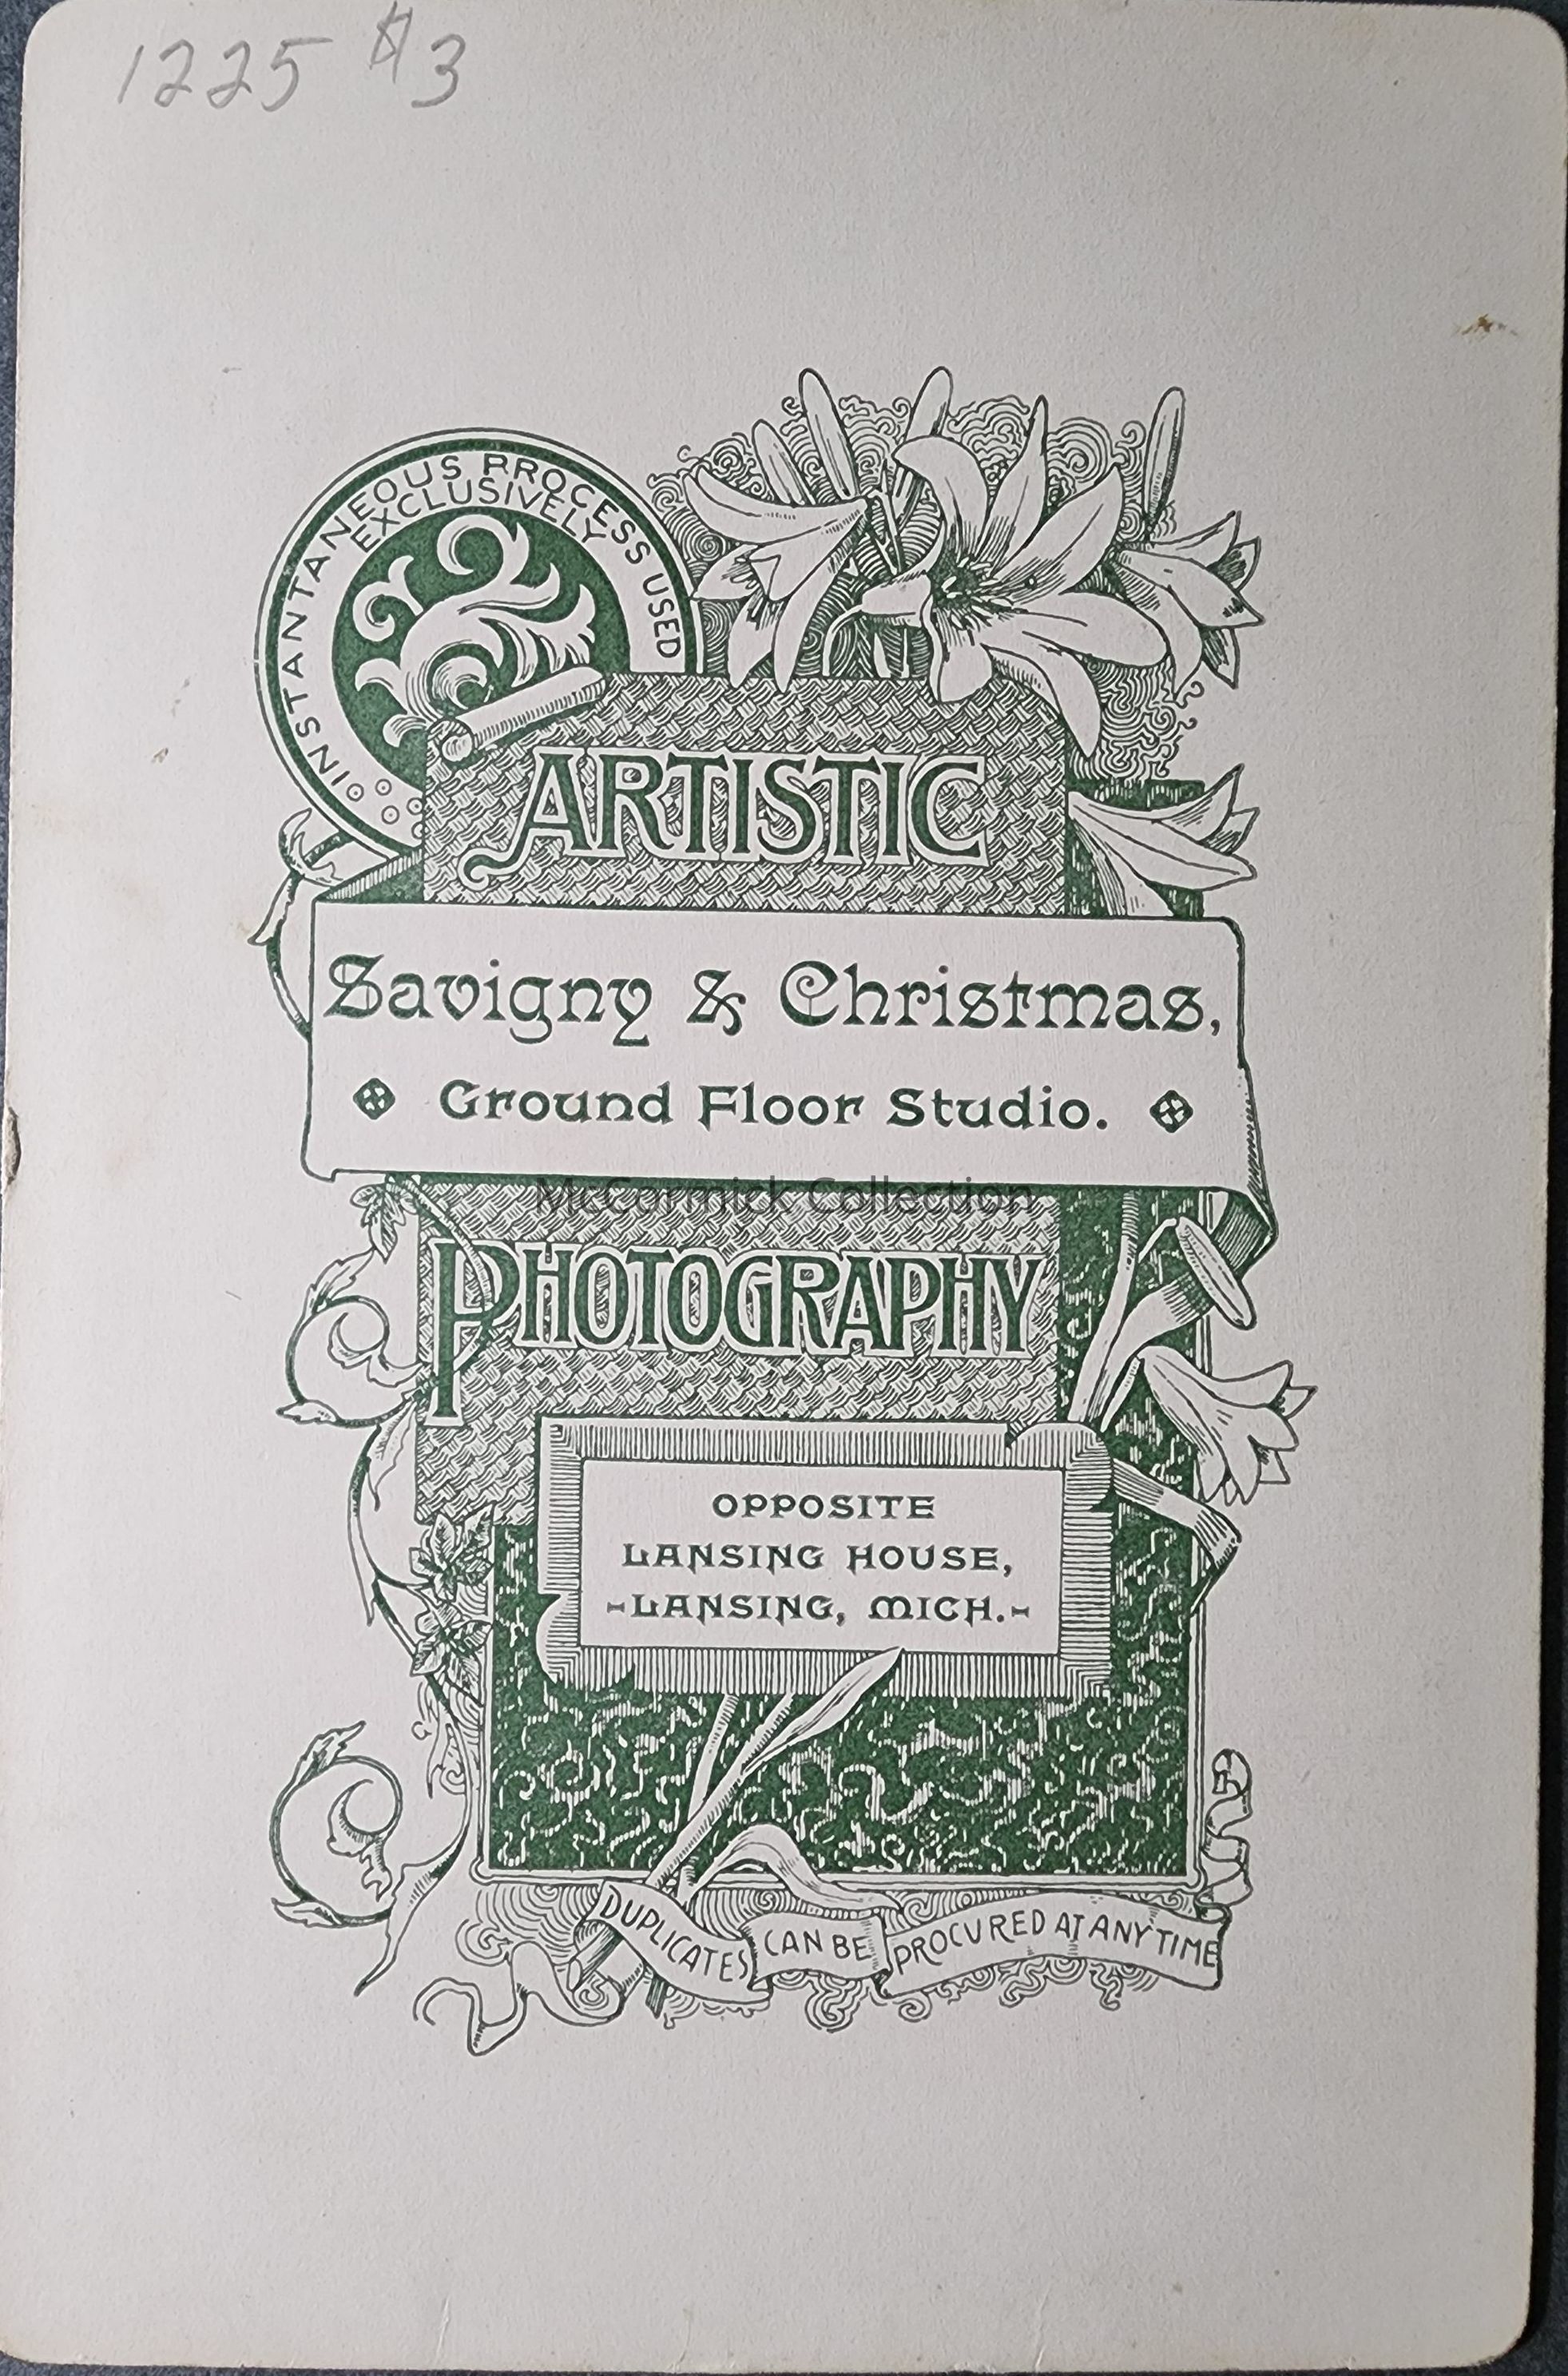 1225 $3
INSTANTANEOUS PROCESS USED
EXCLUSIVELY
ARTISTIC
Savigny & Christmas,
Ground Floor Studio.
McCormick Collection
PHOTOGRAPHY
OPPOSITE
LANSING HOUSE,
-LANSING, MICH.-
DUPLICATES CAN BE PROCURED AT ANY TIME